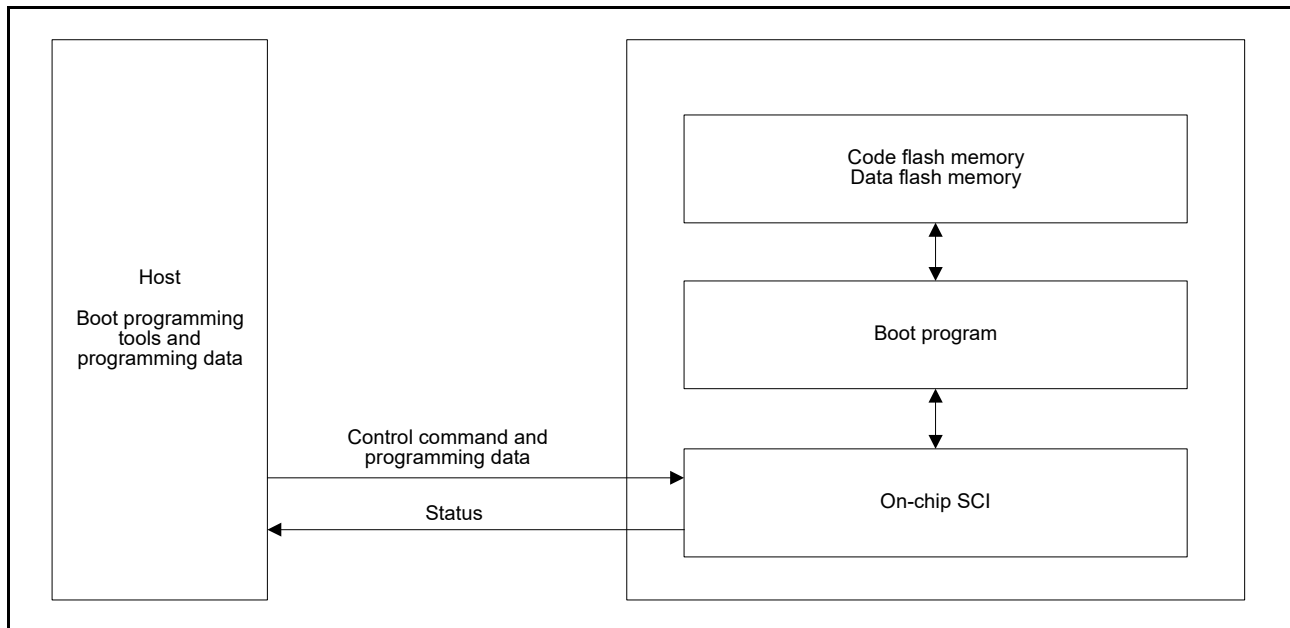 Host
Boot programming
tools and
programming data
Control command and
programming data
Status
Code flash memory
Data flash memory
Boot program
On-chip SCI